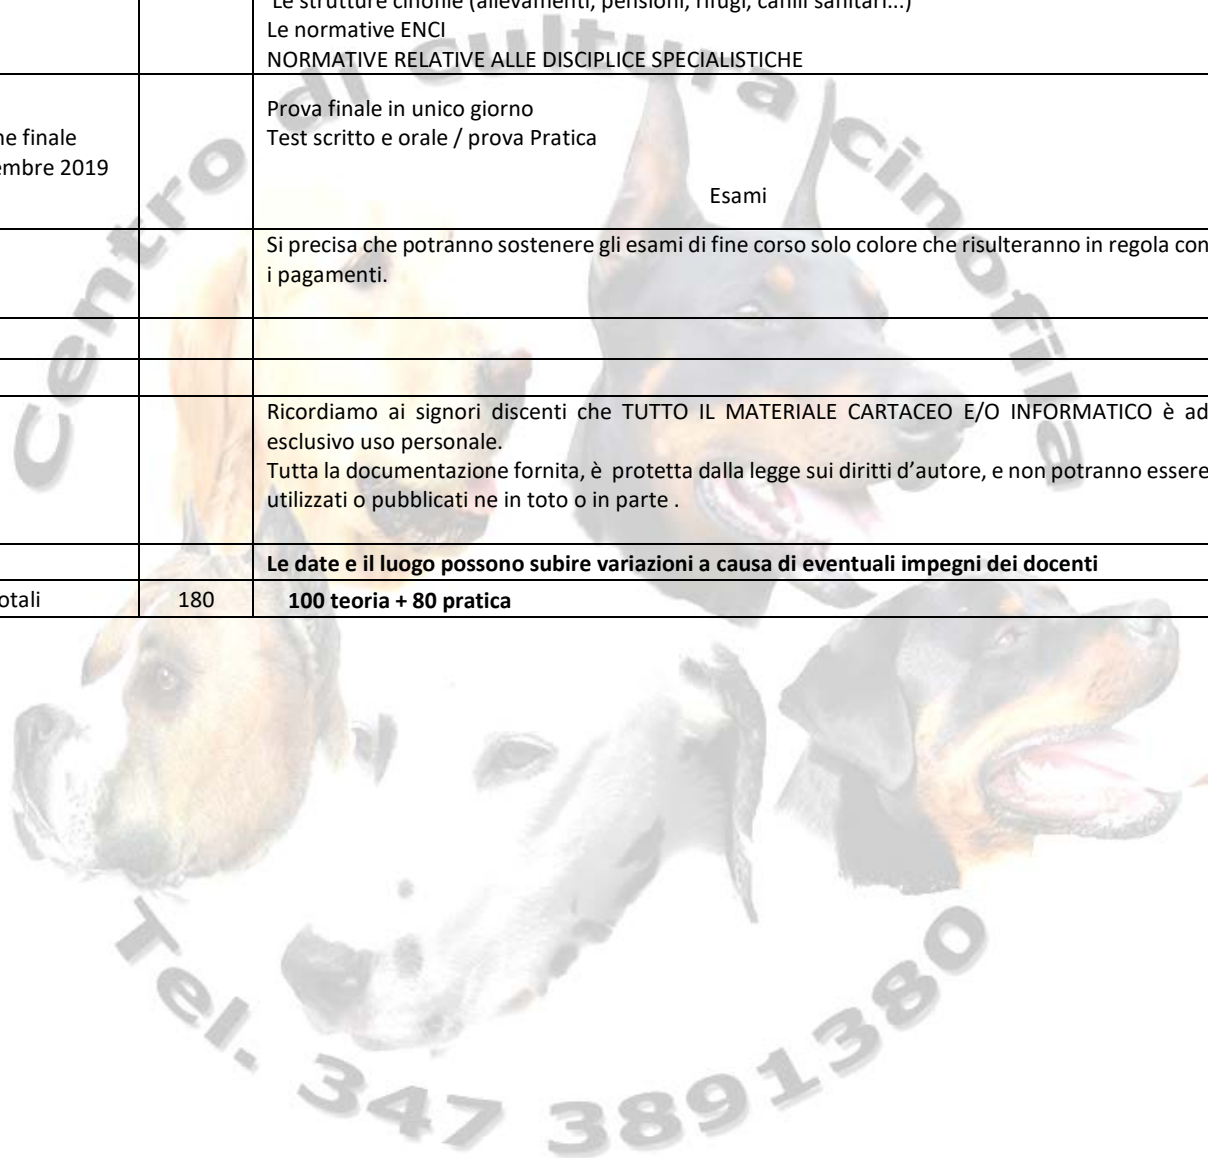 Le strutture cinofile (allevamenti, pensioni, rifugi, canili sanitari...)
Le normative ENCI
NORMATIVE RELATIVE ALLE DISCIPLICE SPECIALISTICHE
Prova finale in unico giorno
ne finale
Test scritto e orale / prova Pratica
embre 2019
Esami
Si precisa che potranno sostenere gli esami di fine corso solo colore che risulteranno in regola con
i pagamenti.
Ricordiamo ai signori discenti che TUTTO IL MATERIALE CARTACEO E/O INFORMATICO è ad
esclusivo uso personale.
Tutta la documentazione fornita, è protetta dalla legge sui diritti d’autore, e non potranno essere
utilizzati o pubblicati ne in toto o in parte .
Le date e il luogo possono subire variazioni a causa di eventuali impegni dei docenti
otali 180 100 teoria + 80 pratica
Centro di cultura cinofila
Tel. 347 3891380